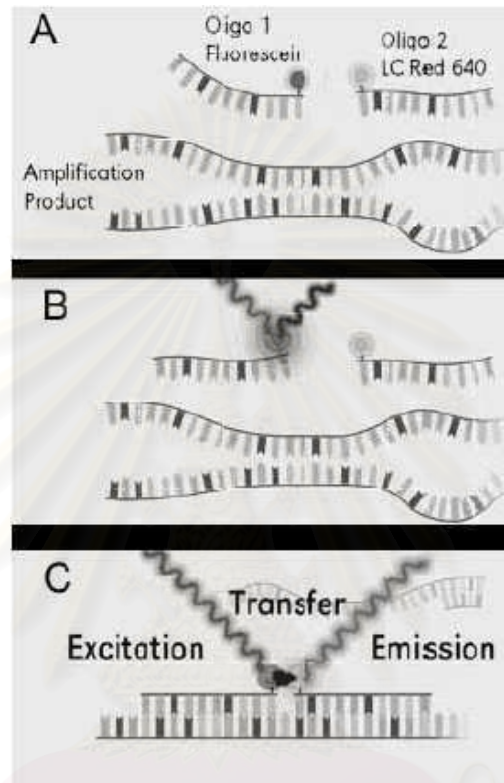 A
Oligo 1
Fluorescein
Oligo 2
LC Red 640
Amplification
Product
B
C
Transfer
Excitation
Emission